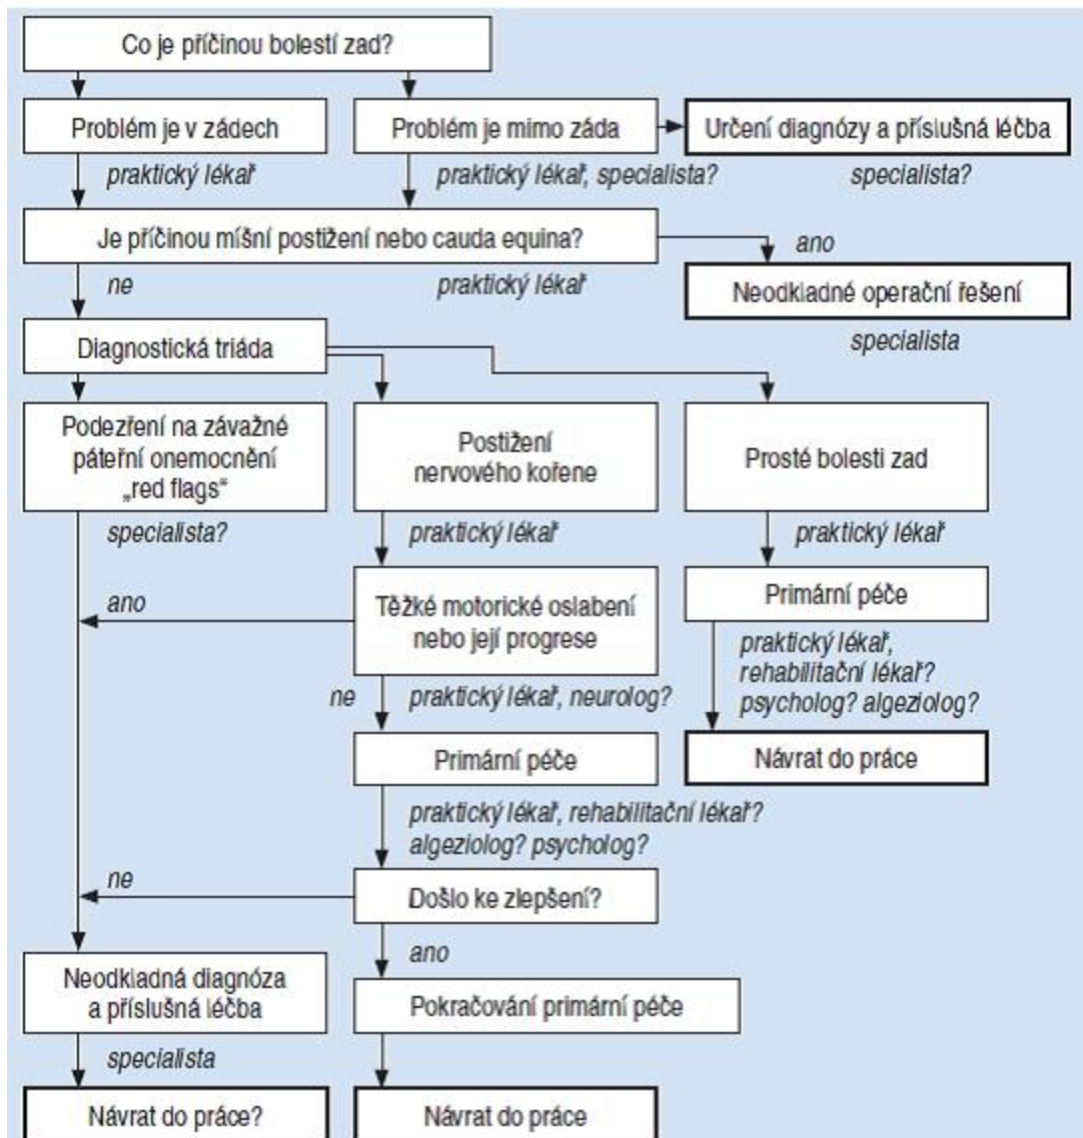 Co je příčinou bolestí zad?
Problém je v zádech
Problém je mimo záda
Určení diagnózy a příslušná léčba
praktický lékař
praktický lékař, specialista?
specialista?
Je příčinou míšní postižení nebo cauda equina?
ano
ne
praktický lékař
Neodkladné operační řešení
specialista
Diagnostická triáda
Podezření na závažné
páteřní onemocnění
„red flags“
Postižení
nervového kořene
Prosté bolesti zad
specialista?
praktický lékař
praktický lékař
ano
Těžké motorické oslabení
nebo její progrese
Primární péče
praktický lékař,
rehabilitační lékař?
psycholog? algeziolog?
ne
praktický lékař, neurolog?
Primární péče
Návrat do práce
praktický lékař, rehabilitační lékař?
algeziolog? psycholog?
ne
Došlo ke zlepšení?
ano
Neodkladná diagnóza
a příslušná léčba
Pokračování primární péče
specialista
Návrat do práce?
Návrat do práce